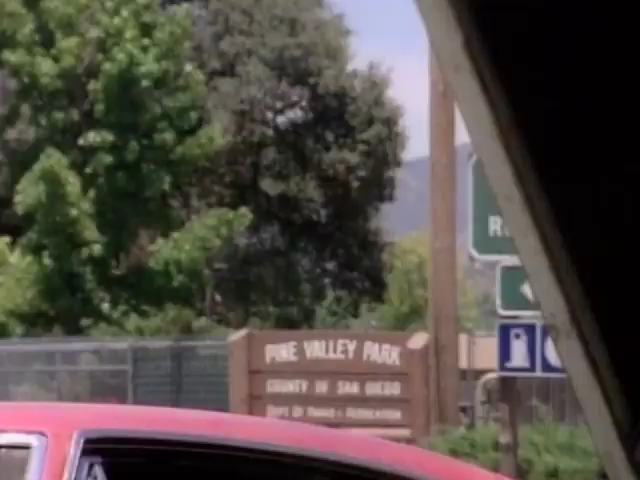 PINE VALLEY PARK
COUNTY OF SAN DIEGO
DEPT OF PARKS & RECREATION
R